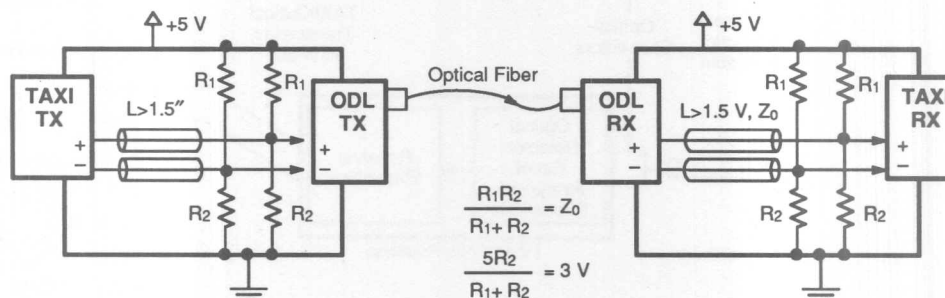 +5 V
+5 V
TAXI
TX
L>1.5″
R₁
R₁
ODL
TX
Optical Fiber
ODL
RX
L>1.5 V, Z₀
R₁
R₁
TAXI
RX
+
−
+
−
+
−
+
−
R₂
R₂
R₁R₂
R₁+ R₂
= Z₀
5R₂
R₁+ R₂
= 3 V
R₂
R₂